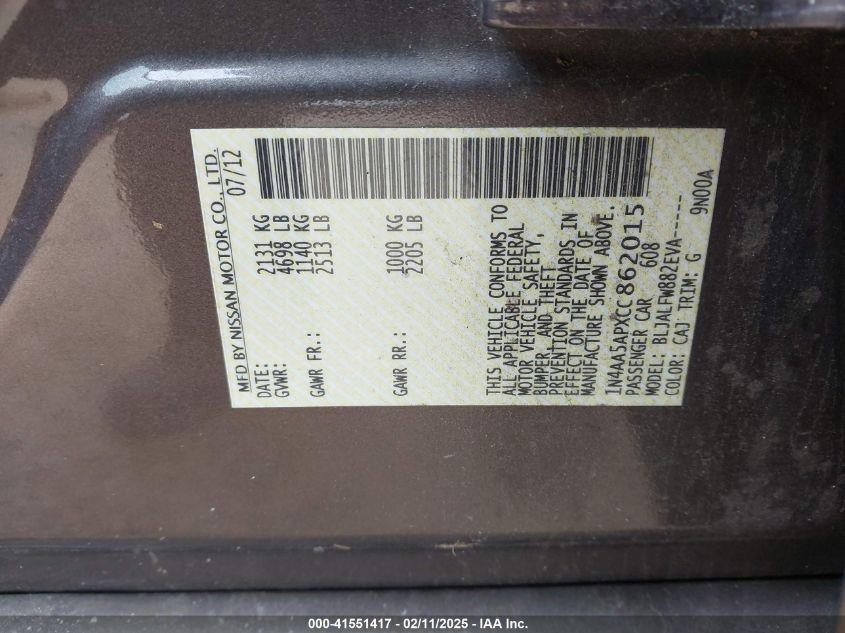 MFD BY NISSAN MOTOR CO., LTD.
DATE: 07/12
GVWR: 2131 KG
4698 LB
GAWR FR.: 1140 KG
2513 LB
GAWR RR.: 1000 KG
2205 LB
THIS VEHICLE CONFORMS TO
ALL APPLICABLE FEDERAL
MOTOR VEHICLE SAFETY,
BUMPER, AND THEFT
PREVENTION STANDARDS IN
EFFECT ON THE DATE OF
MANUFACTURE SHOWN ABOVE.
1N4AA5APXCC862015
PASSENGER CAR 608
MODEL: BLJALFW882EVA-----
COLOR: CAJ TRIM: G 9N00A
000-41551417 - 02/11/2025 - IAA Inc.